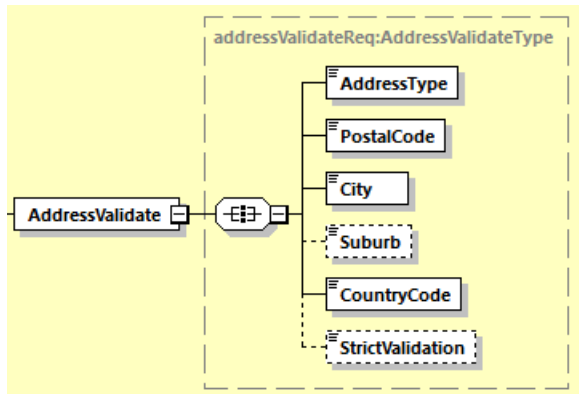 addressValidateReq:AddressValidateType
AddressType
PostalCode
City
AddressValidate
Suburb
CountryCode
StrictValidation